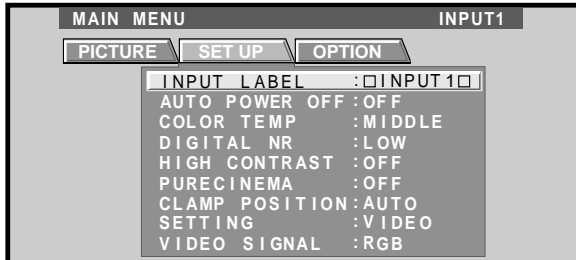 MAIN MENU INPUT1
PICTURE SET UP OPTION
INPUT LABEL :□INPUT1□
AUTO POWER OFF :OFF
COLOR TEMP :MIDDLE
DIGITAL NR :LOW
HIGH CONTRAST :OFF
PURECINEMA :OFF
CLAMP POSITION :AUTO
SETTING :VIDEO
VIDEO SIGNAL :RGB